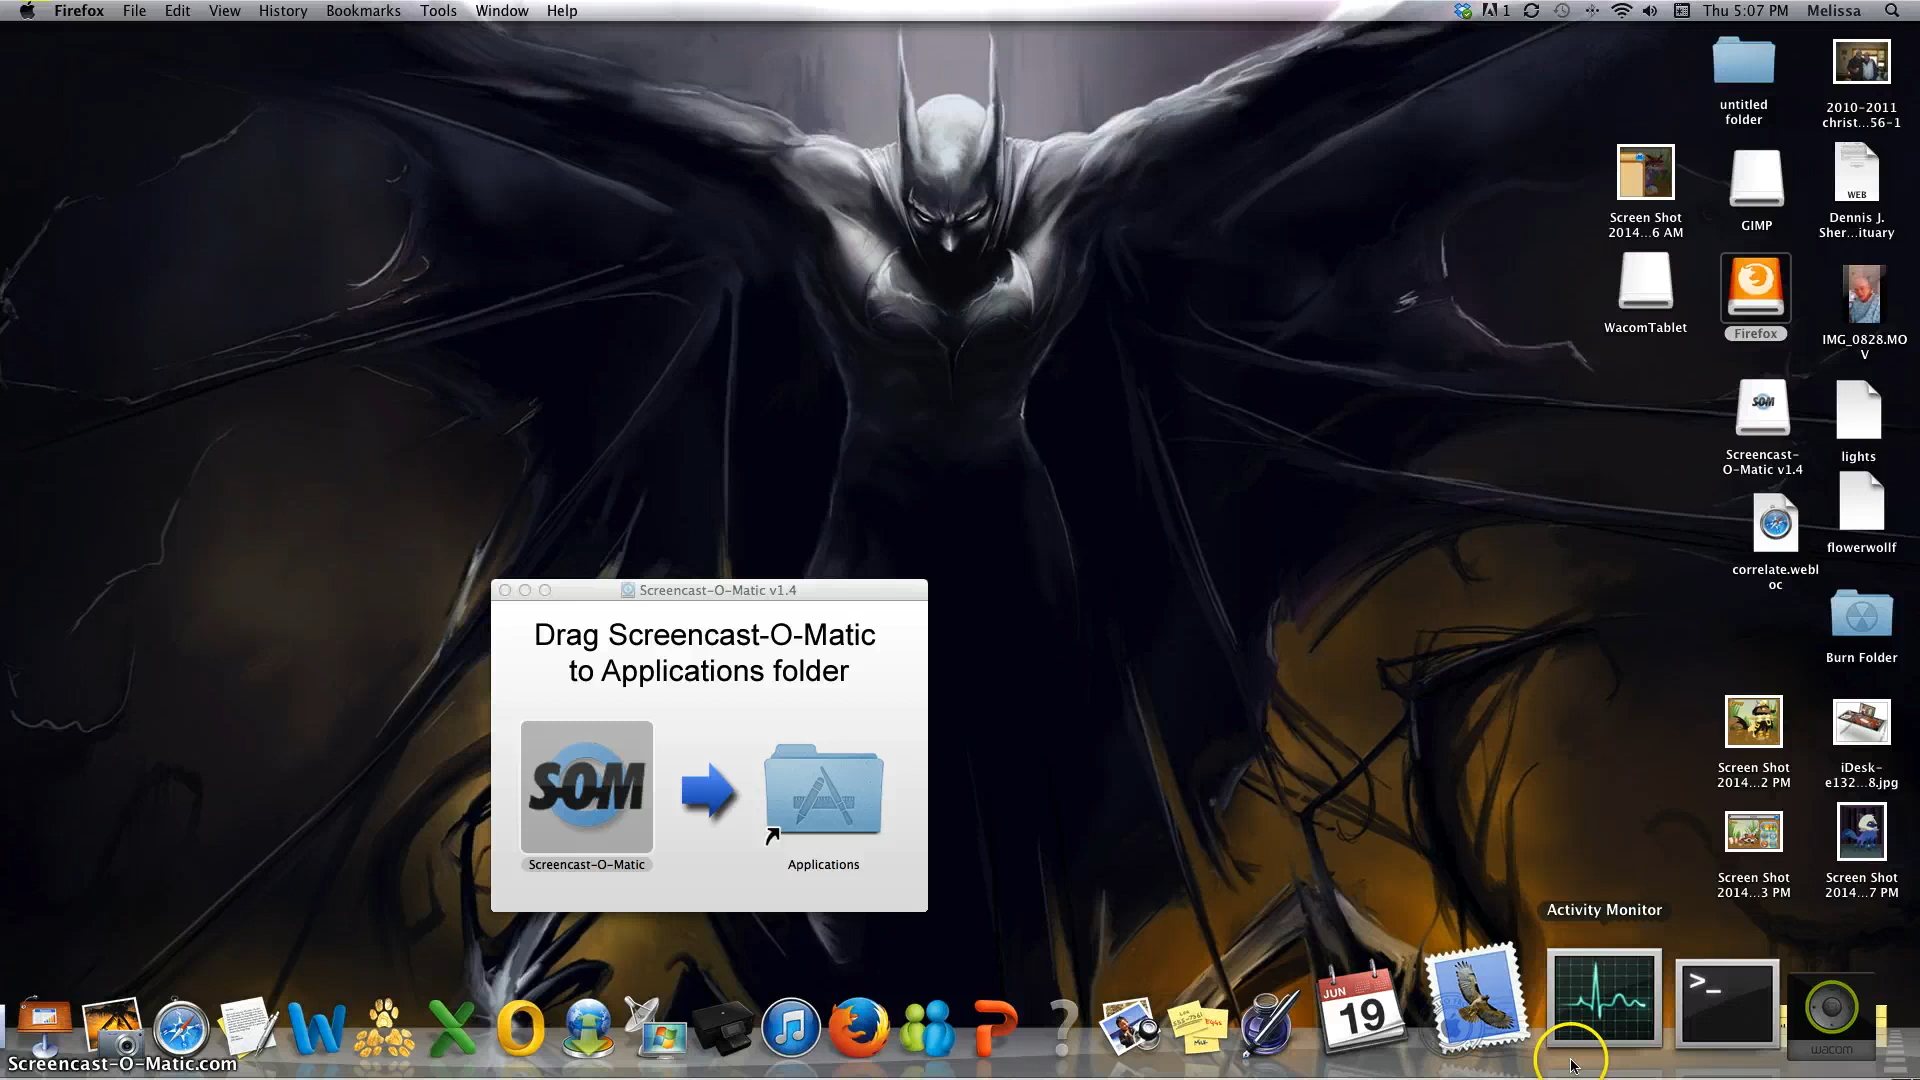 Firefox File Edit View History Bookmarks Tools Window Help
1 Thu 5:07 PM Melissa
untitled
folder
2010-2011
christ...56-1
Screen Shot
2014...6 AM
GIMP
WEB
Dennis J.
Sher...ituary
WacomTablet
Firefox
IMG_0828.MO
V
SOM
Screencast-
O-Matic v1.4
lights
correlate.webl
oc
flowerwollf
Burn Folder
Screen Shot
2014...2 PM
iDesk-
e132...8.jpg
Screen Shot
2014...3 PM
Screen Shot
2014...7 PM
Screencast-O-Matic v1.4
Drag Screencast-O-Matic
to Applications folder
SOM
Screencast-O-Matic
Applications
Activity Monitor
W
X
O
P
?
JUN
19
>_
wacom
Screencast-O-Matic.com